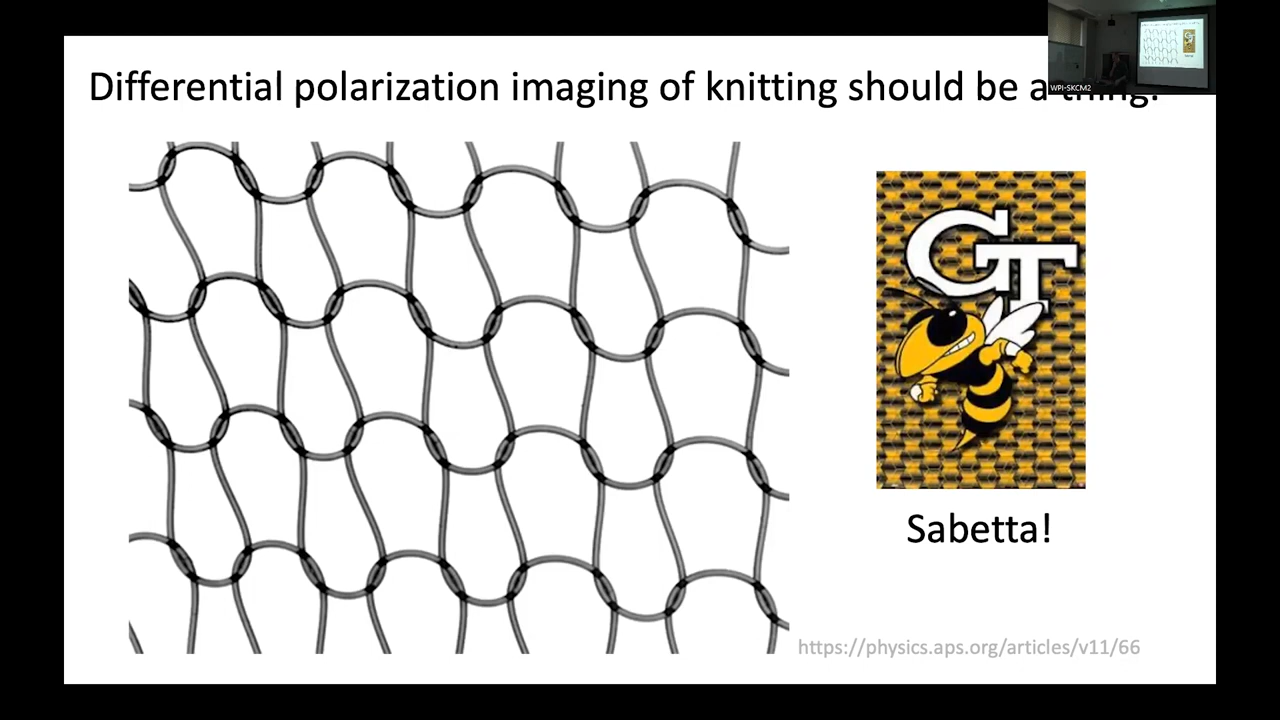 Differential polarization imaging of knitting should be a thing!
WPI-SKCM2
GT
Sabetta!
https://physics.aps.org/articles/v11/66